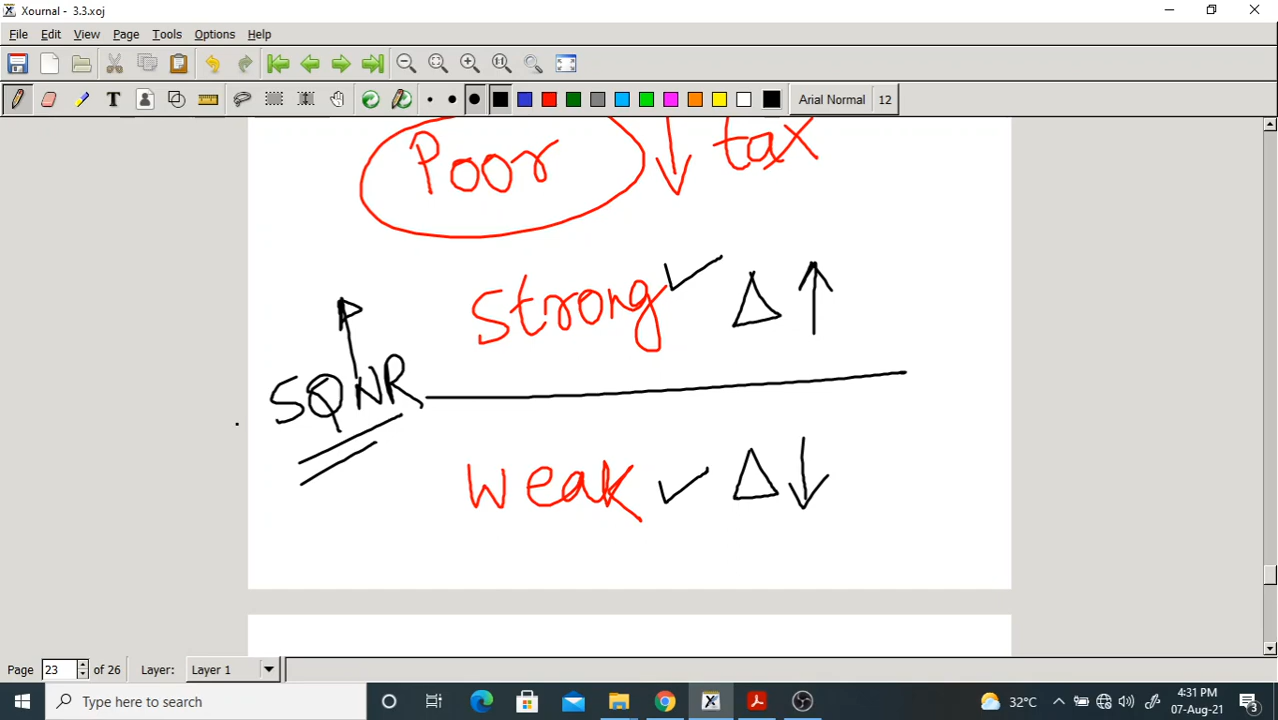 Xournal - 3.3.xoj
File Edit View Page Tools Options Help
Arial Normal 12
Poor ↓ tax
Strong ✓ Δ ↑
SQNR
Weak ✓ Δ ↓
Page 23 of 26 Layer: Layer 1
Type here to search
32°C
4:31 PM
07-Aug-21
3